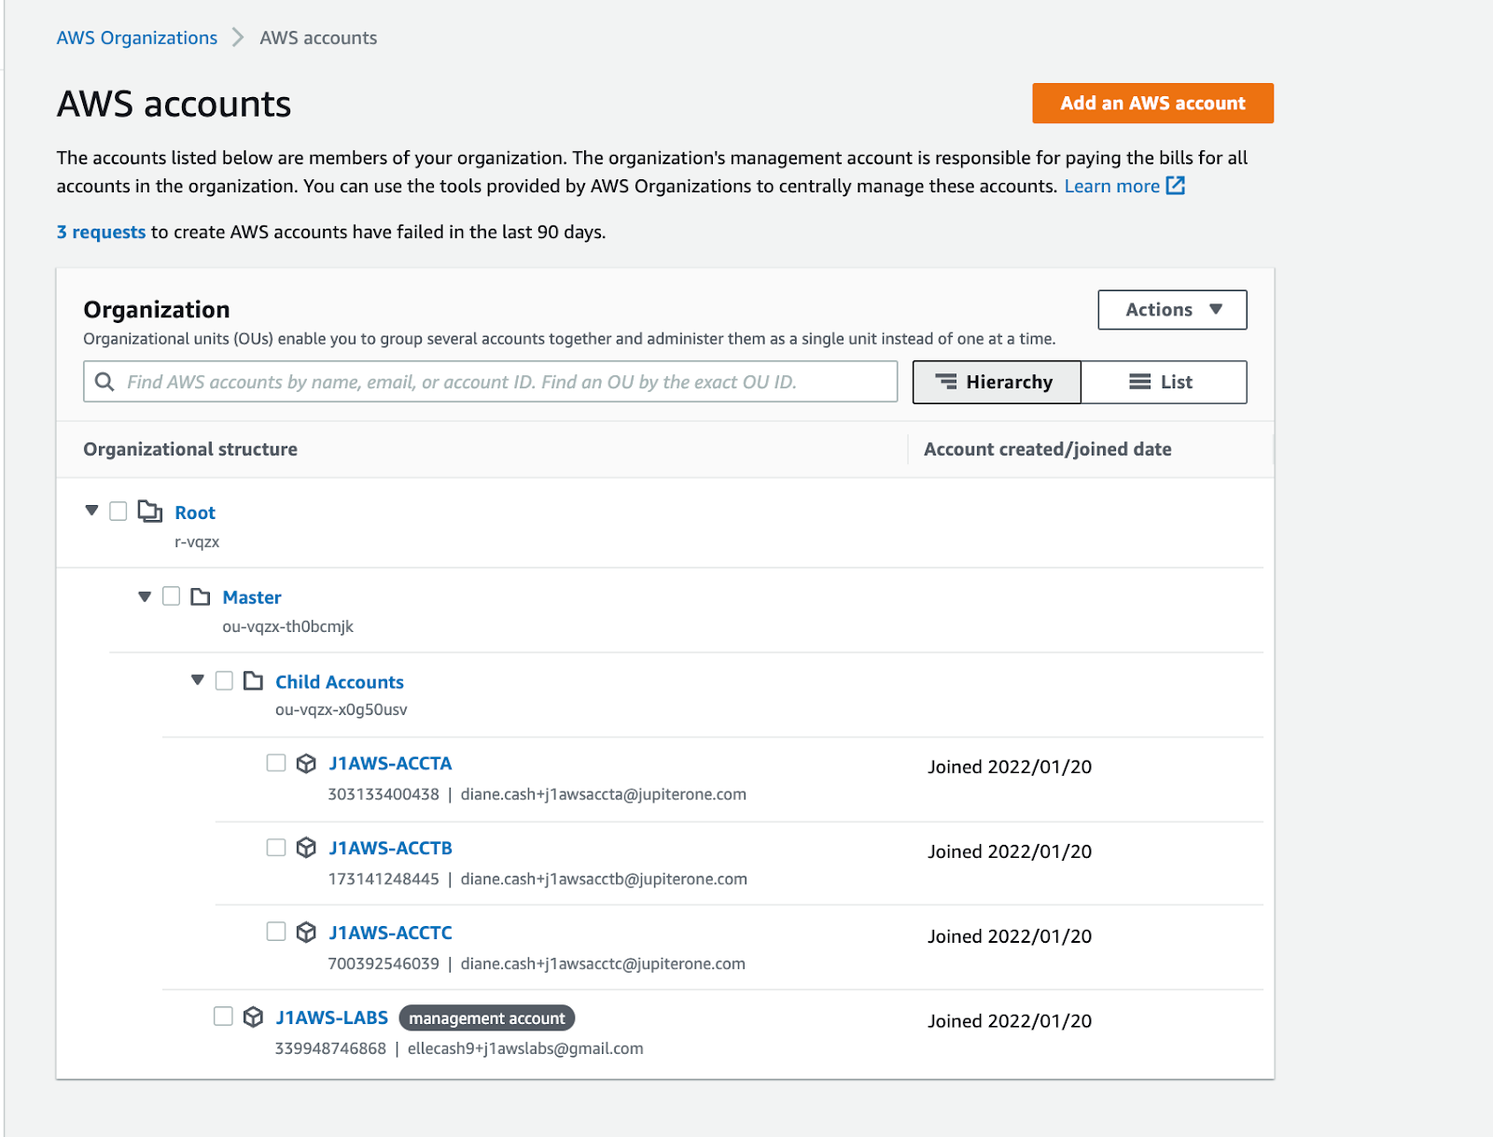 AWS Organizations > AWS accounts
AWS accounts
Add an AWS account
The accounts listed below are members of your organization. The organization's management account is responsible for paying the bills for all
accounts in the organization. You can use the tools provided by AWS Organizations to centrally manage these accounts. Learn more
3 requests to create AWS accounts have failed in the last 90 days.
Organization
Actions
Organizational units (OUs) enable you to group several accounts together and administer them as a single unit instead of one at a time.
Find AWS accounts by name, email, or account ID. Find an OU by the exact OU ID.
Hierarchy
List
Organizational structure
Account created/joined date
Root
r-vqzx
Master
ou-vqzx-th0bcmjk
Child Accounts
ou-vqzx-x0g50usv
J1AWS-ACCTA
Joined 2022/01/20
303133400438 | diane.cash+j1awsaccta@jupiterone.com
J1AWS-ACCTB
Joined 2022/01/20
173141248445 | diane.cash+j1awsacctb@jupiterone.com
J1AWS-ACCTC
Joined 2022/01/20
700392546039 | diane.cash+j1awsacctc@jupiterone.com
J1AWS-LABS management account
Joined 2022/01/20
339948746868 | ellecash9+j1awslabs@gmail.com